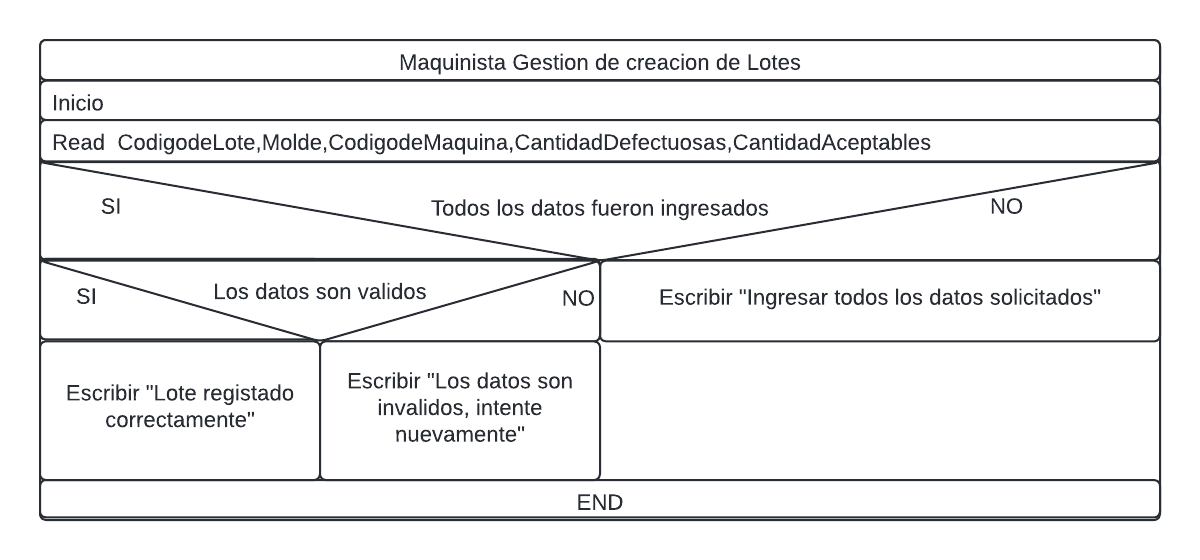 Maquinista Gestion de creacion de Lotes
Inicio
Read  CodigodeLote,Molde,CodigodeMaquina,CantidadDefectuosas,CantidadAceptables
SI
Todos los datos fueron ingresados
NO
SI
Los datos son validos
NO
Escribir "Ingresar todos los datos solicitados"
Escribir "Lote registado
correctamente"
Escribir "Los datos son
invalidos, intente
nuevamente"
END